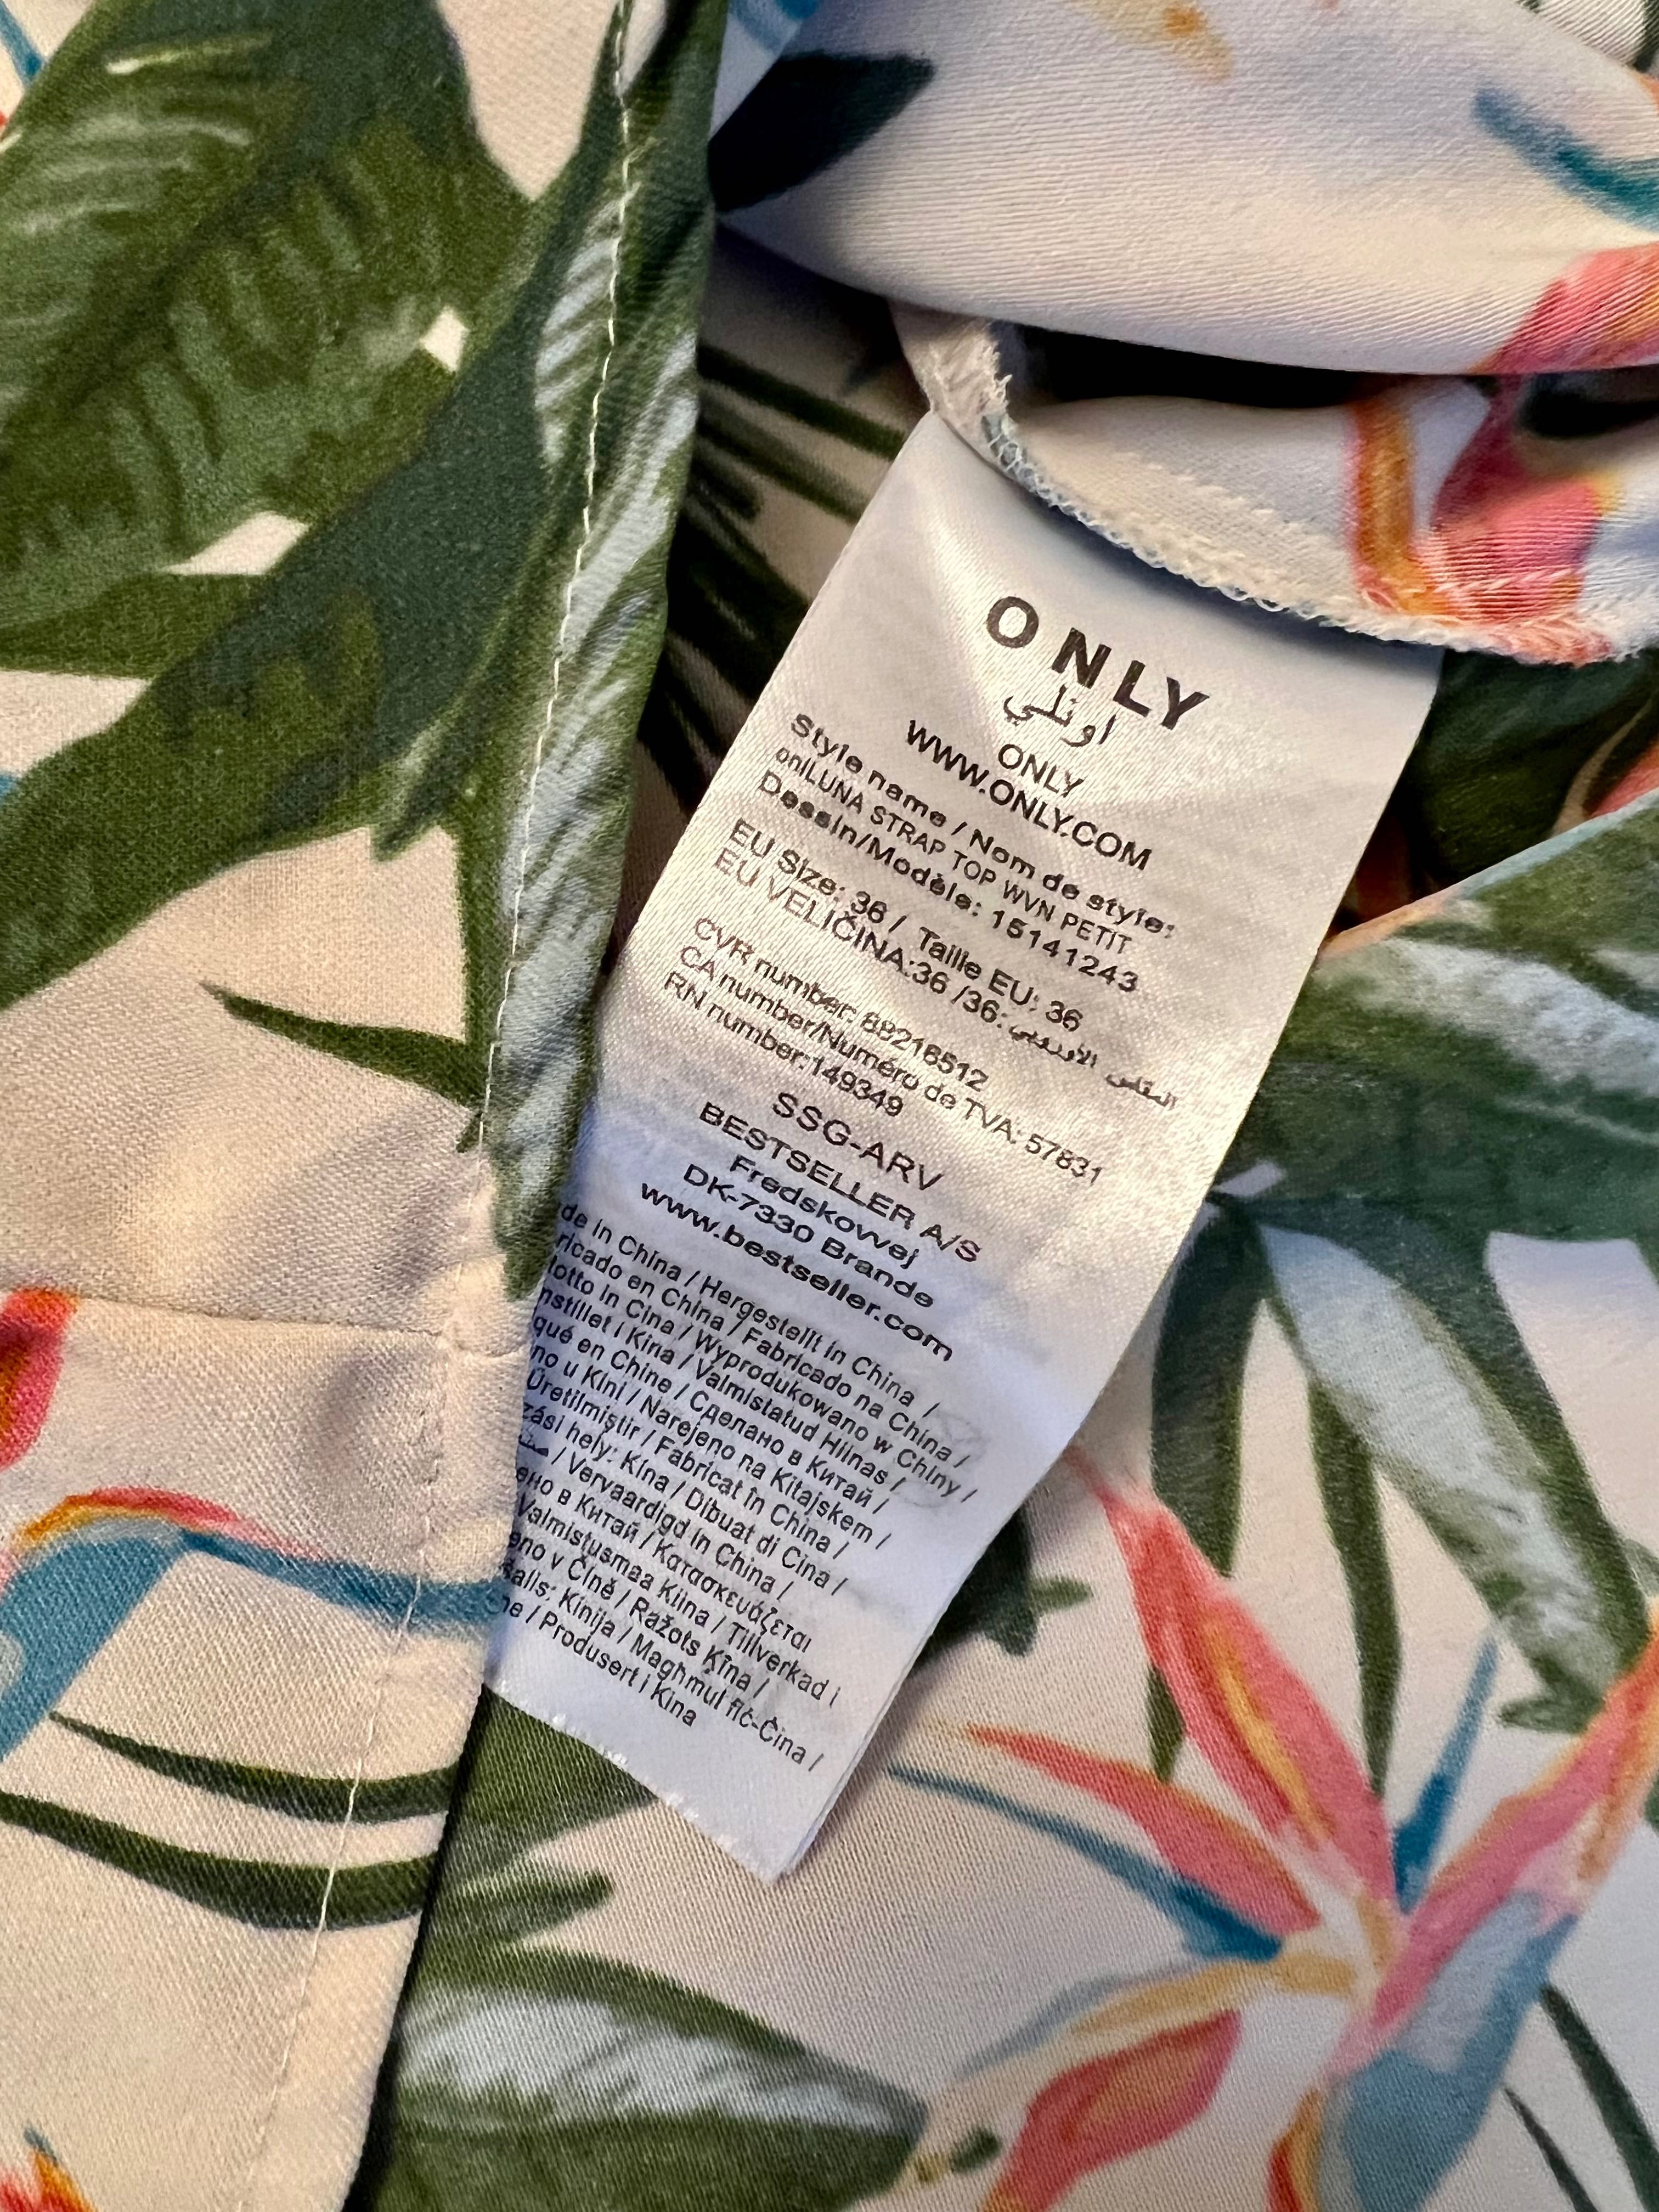 ONLY
اونلي
ONLY
WWW.ONLY.COM
Style name / Nom de style:
onlLUNA STRAP TOP WVN PETIT
Dessin/Modèle: 15141243
EU Size: 36 / Taille EU: 36
EU VELIČINA:36 /36: المقاس الأوروبي
CVR number: 88216512
CA number/Numéro de TVA: 57831
RN number:149349
SSG-ARV
BESTSELLER A/S
Fredskovvej
DK-7330 Brande
www.bestseller.com
de in China / Hergestellt in China /
ricado en China / Fabricado na China /
otto in Cina / Wyprodukowano w Chiny /
nstillet i Kina / Valmistatud Hiinas /
qué en Chine / Сделано в Китай /
no u Kini / Narejeno na Kitajskem /
Üretilmiştir / Fabricat în China /
zási hely: Kína / Dibuat di Cina /
/ Vervaardigd in China /
ено в Китай / Κατασκευάζεται
Valmistusmaa Kiina / Tillverkad i
eno v Číně / Ražots Ķīna /
šalis: Kinija / Magħmul fiċ-Ċina /
ne / Produsert i Kina